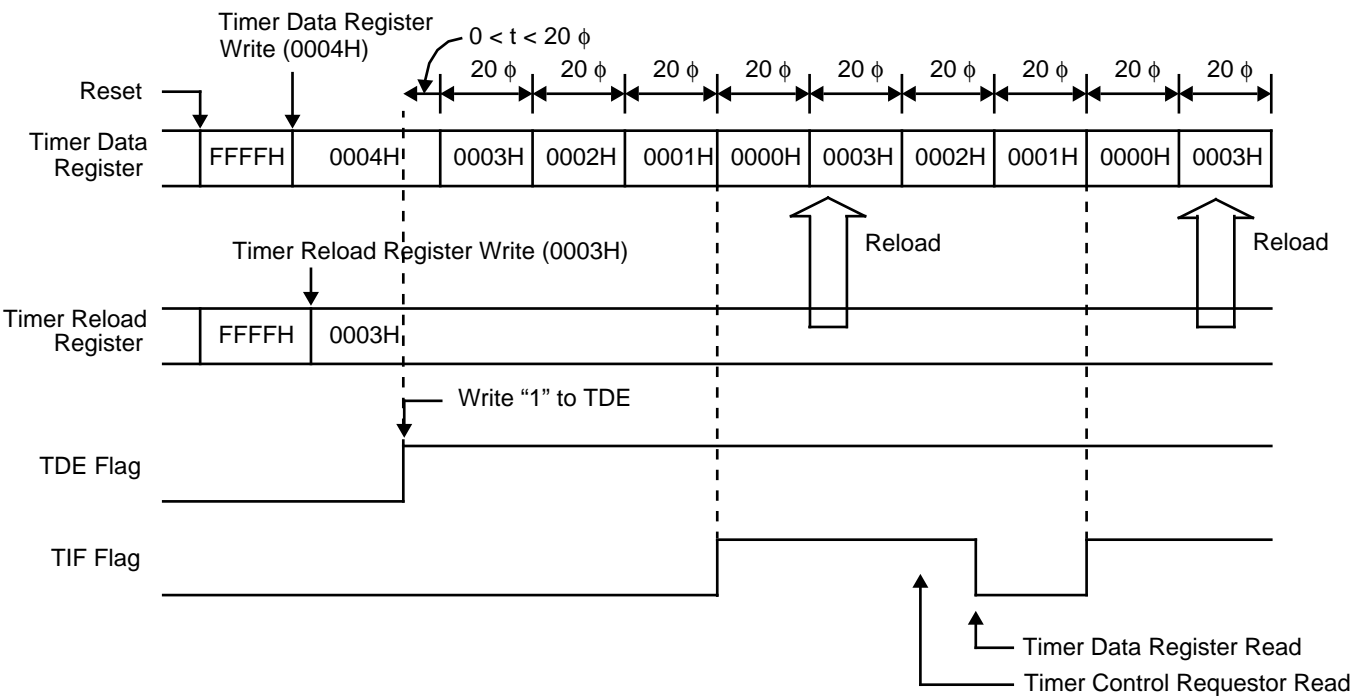 Timer Data Register
Write (0004H)
0 < t < 20 ϕ
20 ϕ 20 ϕ 20 ϕ 20 ϕ 20 ϕ 20 ϕ 20 ϕ 20 ϕ 20 ϕ
Reset
Timer Data
Register
FFFFH 0004H 0003H 0002H 0001H 0000H 0003H 0002H 0001H 0000H 0003H
Reload Reload
Timer Reload Register Write (0003H)
Timer Reload
Register
FFFFH 0003H
Write “1” to TDE
TDE Flag
TIF Flag
Timer Data Register Read
Timer Control Requestor Read